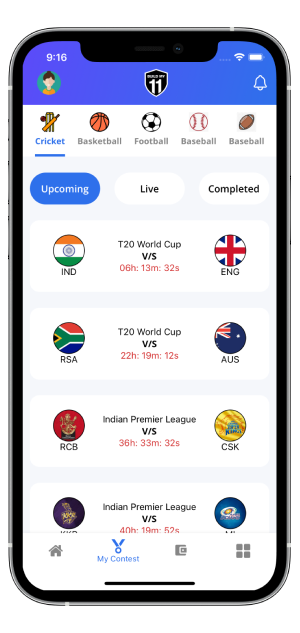 9:16
BUILD MY
11
Cricket Basketball Football Baseball Baseball
Upcoming Live Completed
T20 World Cup
V/S
06h: 13m: 32s
IND ENG
T20 World Cup
V/S
22h: 19m: 12s
RSA AUS
Indian Premier League
V/S
36h: 33m: 32s
RCB CSK
Indian Premier League
V/S
40h: 19m: 52s
KKR MI
My Contest